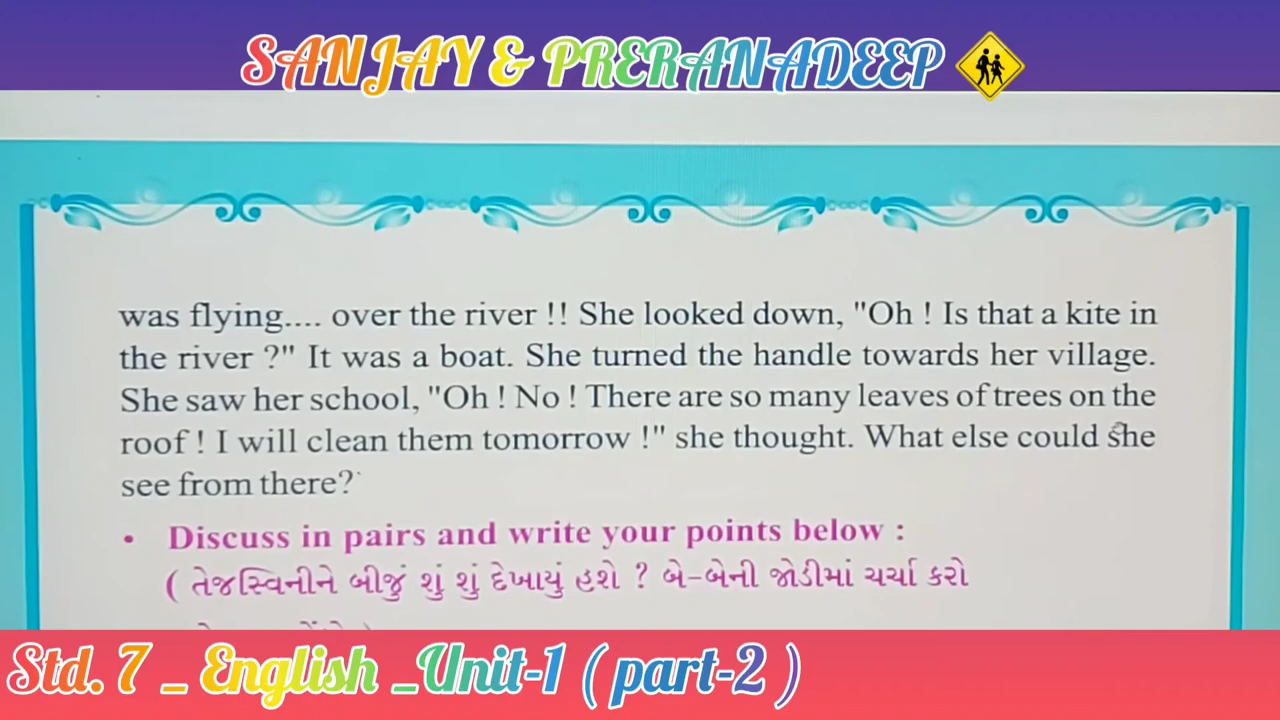 SANJAY & PRERANADEEP
was flying.... over the river !! She looked down, "Oh ! Is that a kite in
the river ?" It was a boat. She turned the handle towards her village.
She saw her school, "Oh ! No ! There are so many leaves of trees on the
roof ! I will clean them tomorrow !" she thought. What else could she
see from there?
• Discuss in pairs and write your points below :
( તેજસ્વિનીને બીજું શું શું દેખાયું હશે ? બે-બેની જોડીમાં ચર્ચા કરો
Std. 7 _ English _Unit-1 ( part-2 )